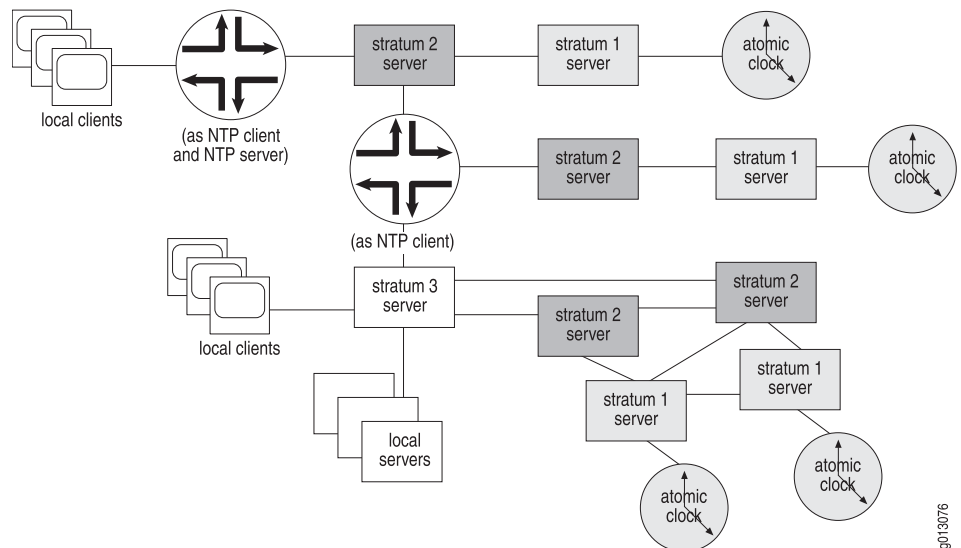 stratum 2
server
stratum 1
server
atomic
clock
local clients
(as NTP client
and NTP server)
stratum 2
server
stratum 1
server
atomic
clock
(as NTP client)
stratum 3
server
stratum 2
server
stratum 2
server
local clients
stratum 1
server
stratum 1
server
local
servers
atomic
clock
atomic
clock
g013076